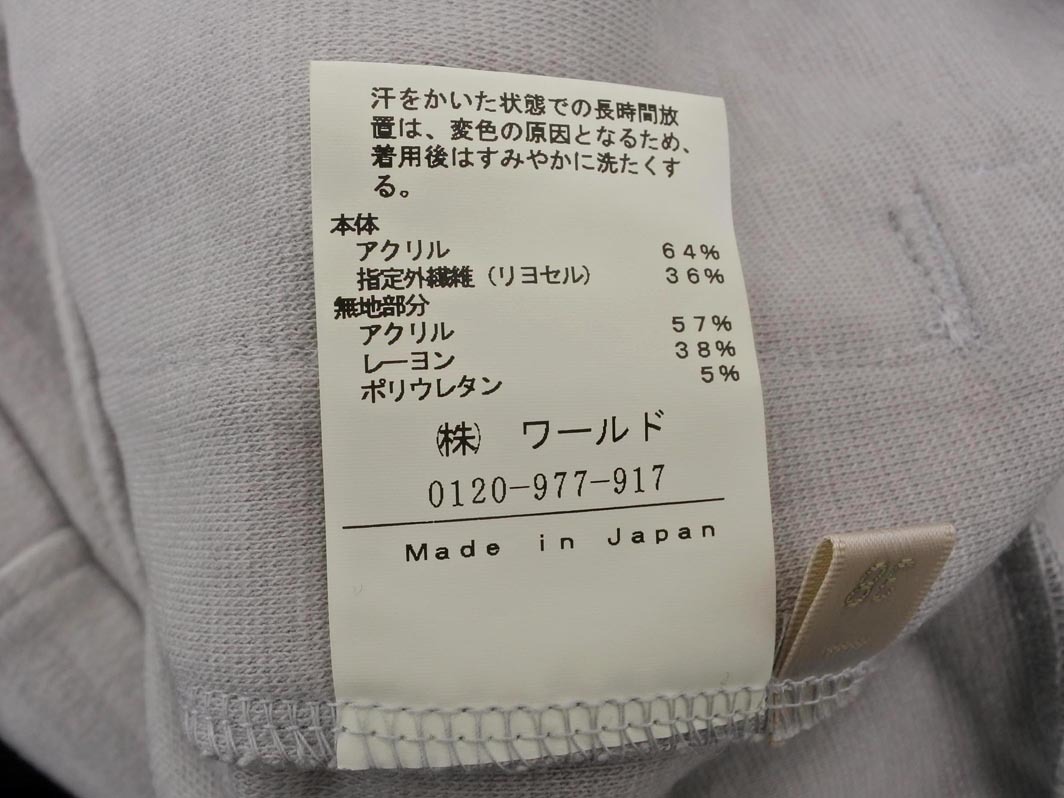 汗をかいた状態での長時間放
置は、変色の原因となるため、
着用後はすみやかに洗たくす
る。
本体
アクリル 64%
指定外繊維(リヨセル) 36%
無地部分
アクリル 57%
レーヨン 38%
ポリウレタン 5%
(株) ワールド
0120-977-917
Made in Japan